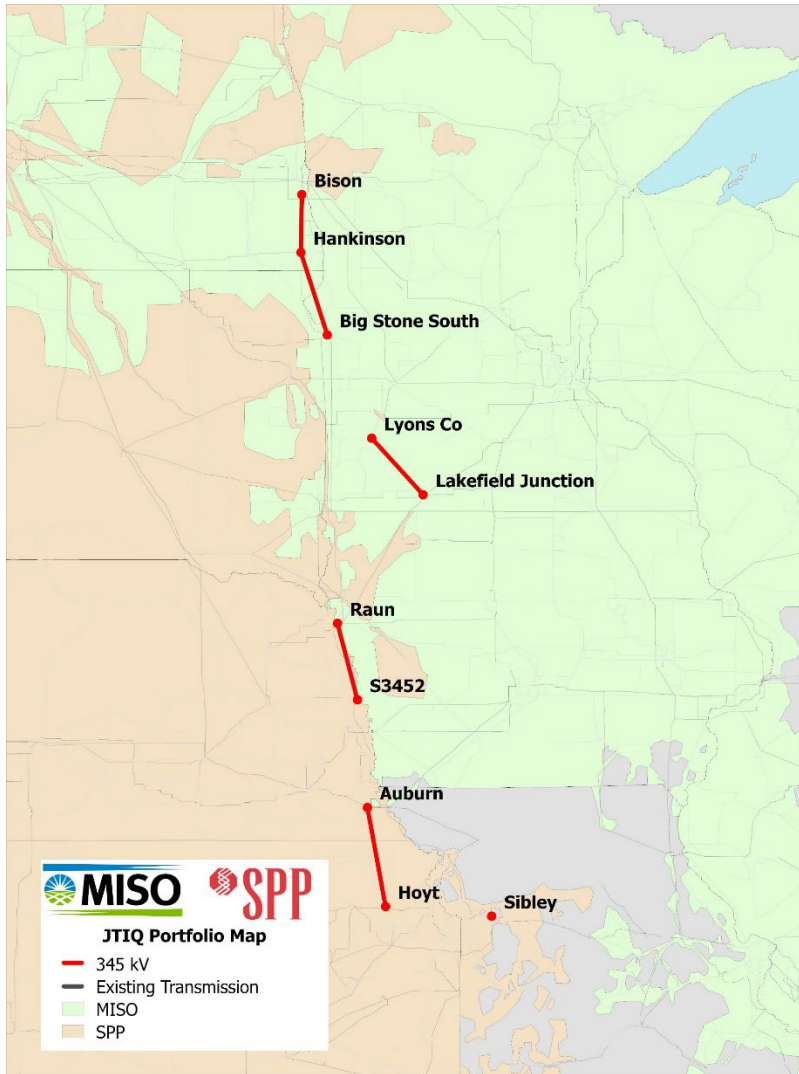 Bison
Hankinson
Big Stone South
Lyons Co
Lakefield Junction
Raun
S3452
Auburn
Hoyt
Sibley
MISO
SPP
JTIQ Portfolio Map
345 kV
Existing Transmission
MISO
SPP